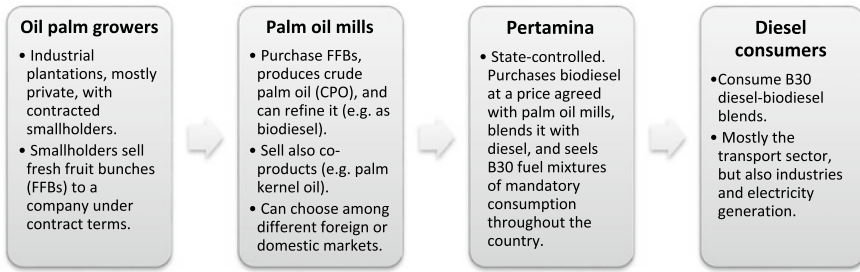 Oil palm growers
• Industrial
plantations, mostly
private, with
contracted
smallholders.
• Smallholders sell
fresh fruit bunches
(FFBs) to a
company under
contract terms.
Palm oil mills
• Purchase FFBs,
produces crude
palm oil (CPO), and
can refine it (e.g. as
biodiesel).
• Sell also co-
products (e.g. palm
kernel oil).
• Can choose among
different foreign or
domestic markets.
Pertamina
• State-controlled.
Purchases biodiesel
at a price agreed
with palm oil mills,
blends it with
diesel, and seels
B30 fuel mixtures
of mandatory
consumption
throughout the
country.
Diesel
consumers
•Consume B30
diesel-biodiesel
blends.
• Mostly the
transport sector,
but also industries
and electricity
generation.